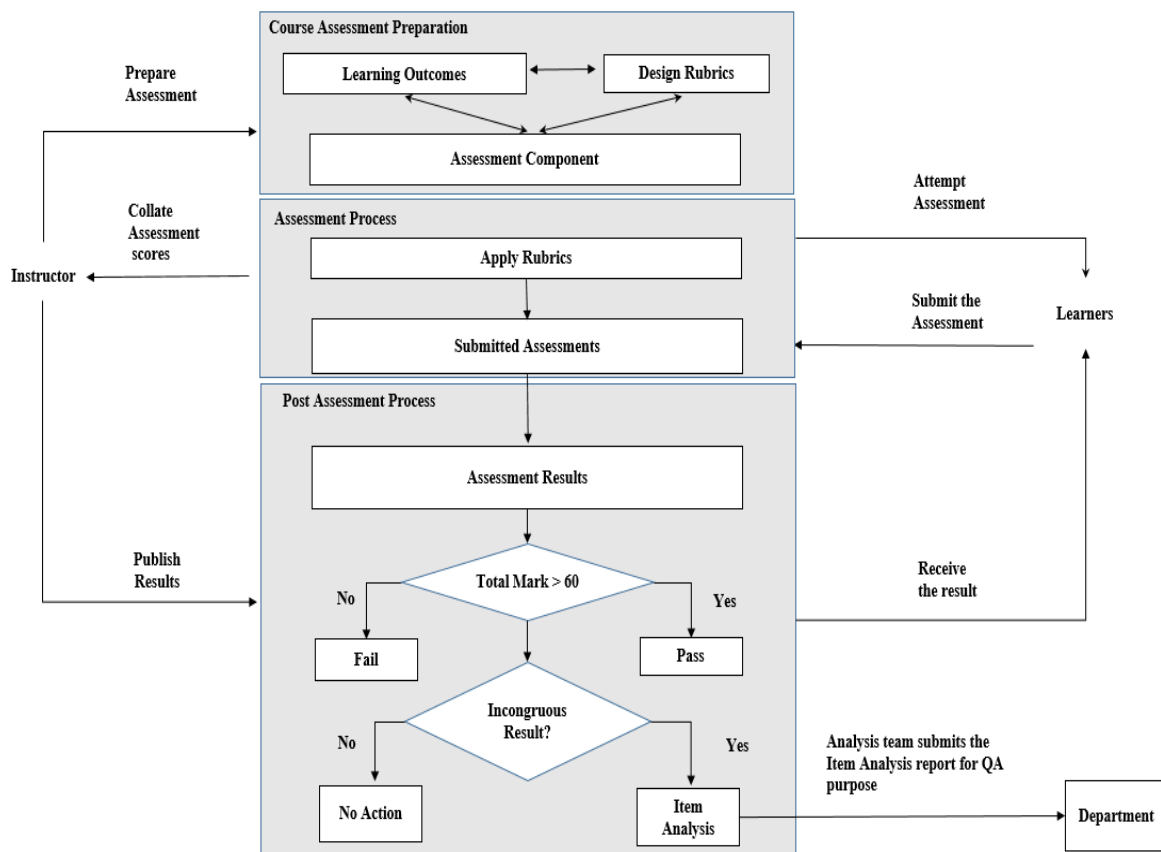 Course Assessment Preparation
Prepare
Assessment
Learning Outcomes
Design Rubrics
Assessment Component
Attempt
Assessment
Collate
Assessment
scores
Assessment Process
Apply Rubrics
Instructor
Submit the
Assessment
Learners
Submitted Assessments
Post Assessment Process
Assessment Results
Publish
Results
Total Mark > 60
Receive
the result
No
Yes
Fail
Pass
Incongruous
Result?
No
Yes
Analysis team submits the
Item Analysis report for QA
purpose
No Action
Item
Analysis
Department